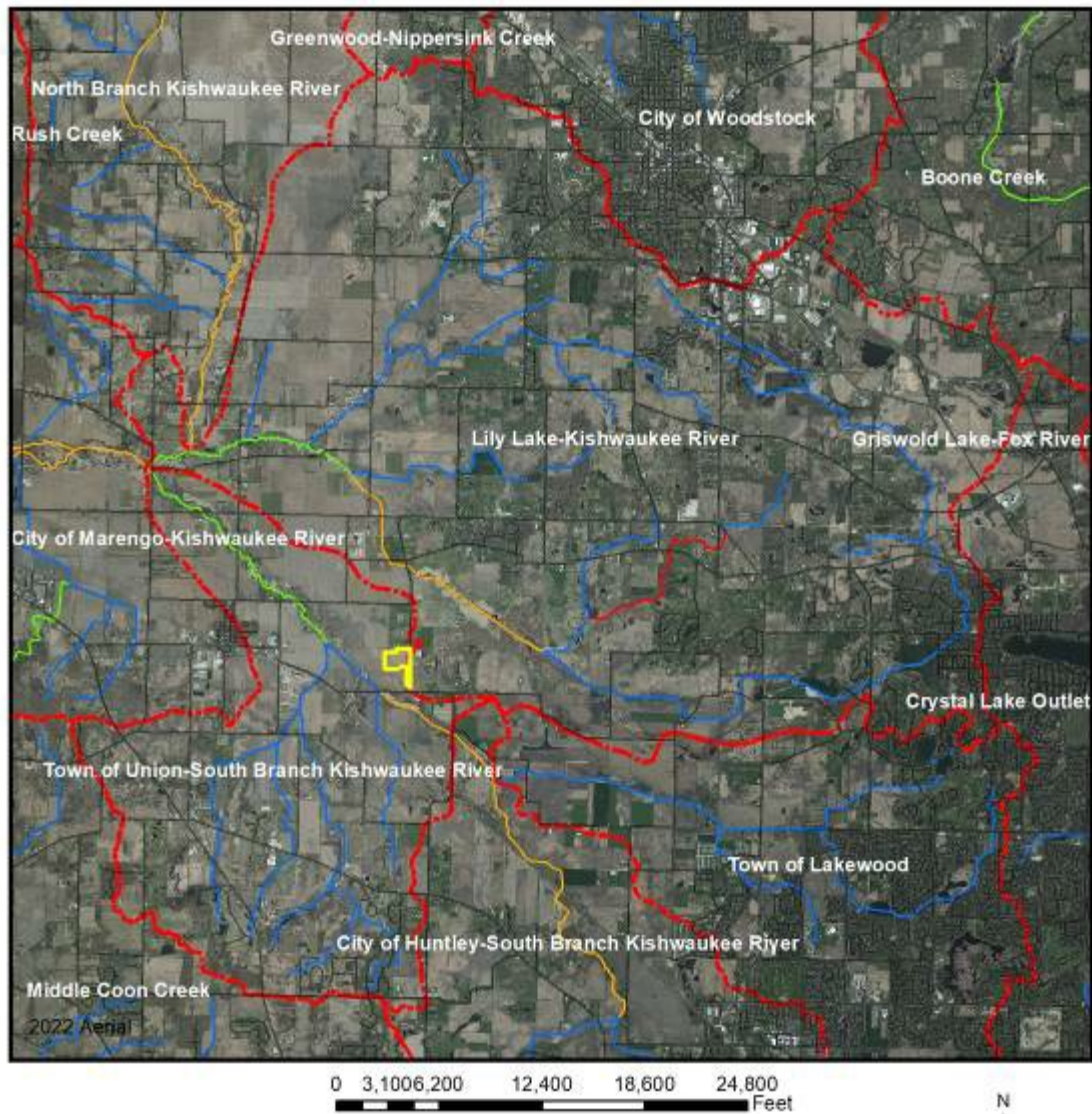 Greenwood-Nippersink Creek
North Branch Kishwaukee River
City of Woodstock
Rush Creek
Boone Creek
Lily Lake-Kishwaukee River
Griswold Lake-Fox River
City of Marengo-Kishwaukee River
Crystal Lake Outlet
Town of Union-South Branch Kishwaukee River
Town of Lakewood
City of Huntley-South Branch Kishwaukee River
Middle Coon Creek
2022 Aerial
0 3,1006,200 12,400 18,600 24,800
Feet
N